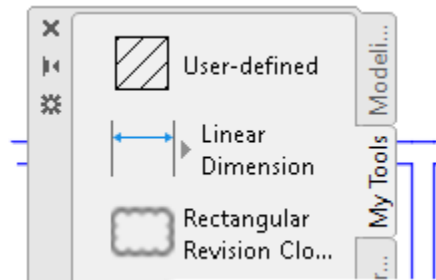 User-defined
Linear
Dimension
Rectangular
Revision Clo...
Modeli...
My Tools
r...